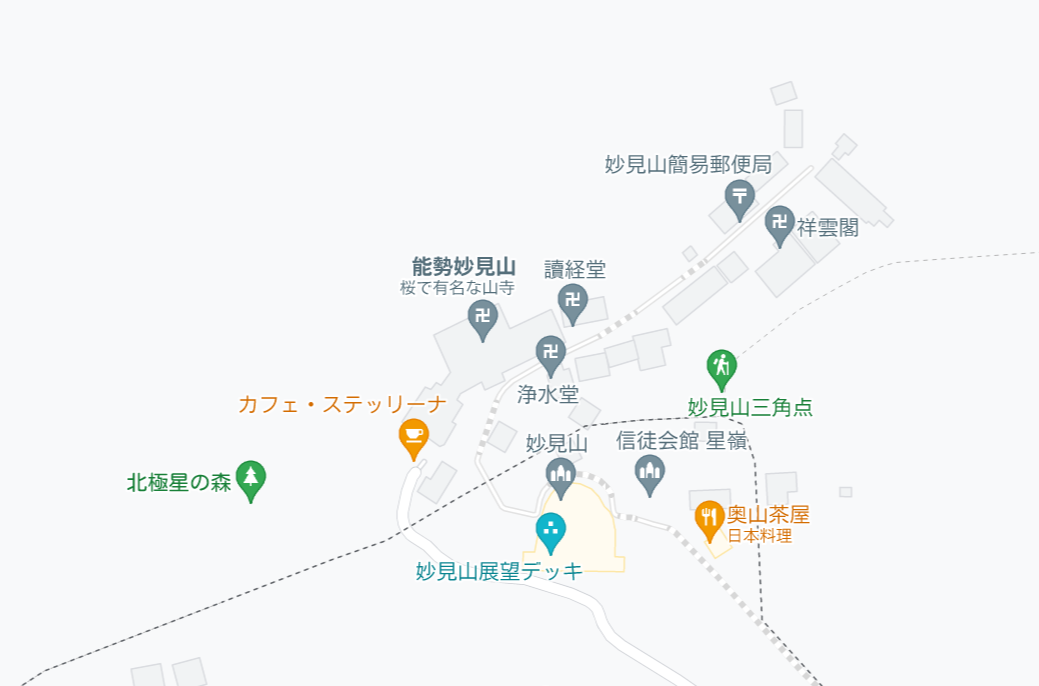 妙見山簡易郵便局
祥雲閣
能勢妙見山
桜で有名な山寺
讀経堂
浄水堂
妙見山三角点
カフェ・ステッリーナ
妙見山
信徒会館 星嶺
北極星の森
奥山茶屋
日本料理
妙見山展望デッキ